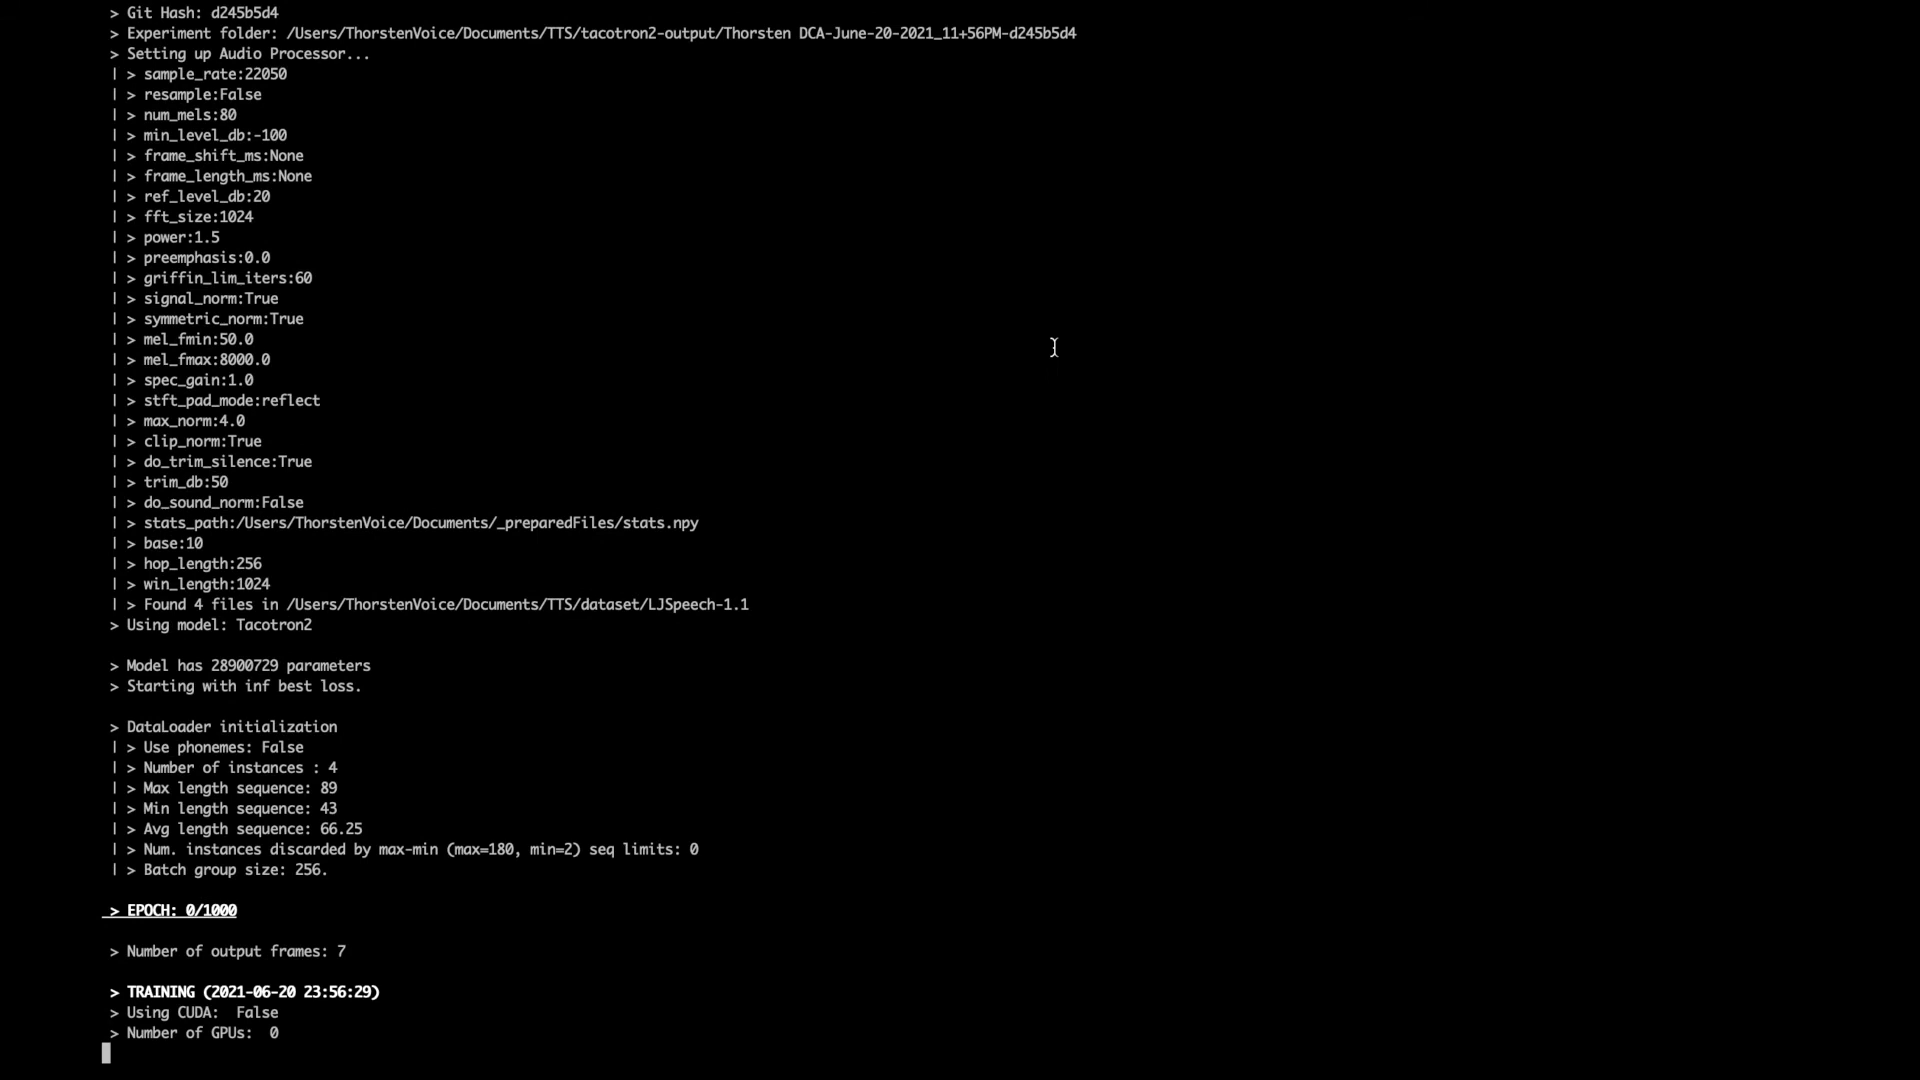 > Git Hash: d245b5d4
> Experiment folder: /Users/ThorstenVoice/Documents/TTS/tacotron2-output/Thorsten DCA-June-20-2021_11+56PM-d245b5d4
> Setting up Audio Processor...
| > sample_rate:22050
| > resample:False
| > num_mels:80
| > min_level_db:-100
| > frame_shift_ms:None
| > frame_length_ms:None
| > ref_level_db:20
| > fft_size:1024
| > power:1.5
| > preemphasis:0.0
| > griffin_lim_iters:60
| > signal_norm:True
| > symmetric_norm:True
| > mel_fmin:50.0
| > mel_fmax:8000.0
| > spec_gain:1.0
| > stft_pad_mode:reflect
| > max_norm:4.0
| > clip_norm:True
| > do_trim_silence:True
| > trim_db:50
| > do_sound_norm:False
| > stats_path:/Users/ThorstenVoice/Documents/_preparedFiles/stats.npy
| > base:10
| > hop_length:256
| > win_length:1024
| > Found 4 files in /Users/ThorstenVoice/Documents/TTS/dataset/LJSpeech-1.1
> Using model: Tacotron2
> Model has 28900729 parameters
> Starting with inf best loss.
> DataLoader initialization
| > Use phonemes: False
| > Number of instances : 4
| > Max length sequence: 89
| > Min length sequence: 43
| > Avg length sequence: 66.25
| > Num. instances discarded by max-min (max=180, min=2) seq limits: 0
| > Batch group size: 256.
> EPOCH: 0/1000
> Number of output frames: 7
> TRAINING (2021-06-20 23:56:29)
> Using CUDA:  False
> Number of GPUs:  0